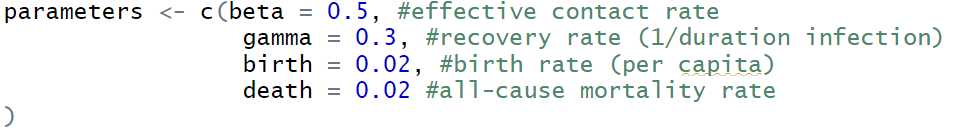 parameters <- c(beta = 0.5, #effective contact rate
gamma = 0.3, #recovery rate (1/duration infection)
birth = 0.02, #birth rate (per capita)
death = 0.02 #all-cause mortality rate
)